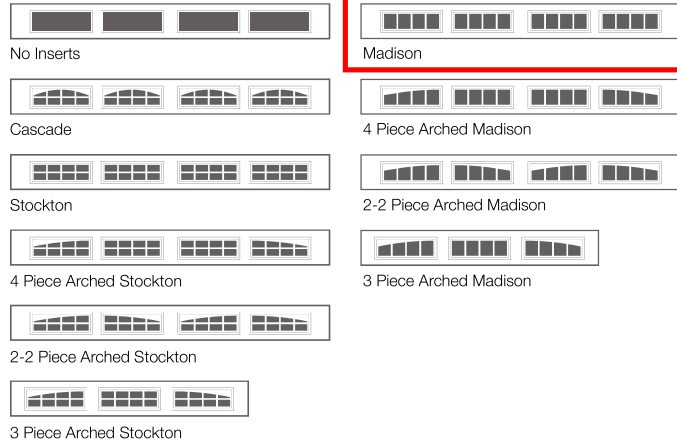 No Inserts
Madison
Cascade
4 Piece Arched Madison
Stockton
2-2 Piece Arched Madison
4 Piece Arched Stockton
3 Piece Arched Madison
2-2 Piece Arched Stockton
3 Piece Arched Stockton